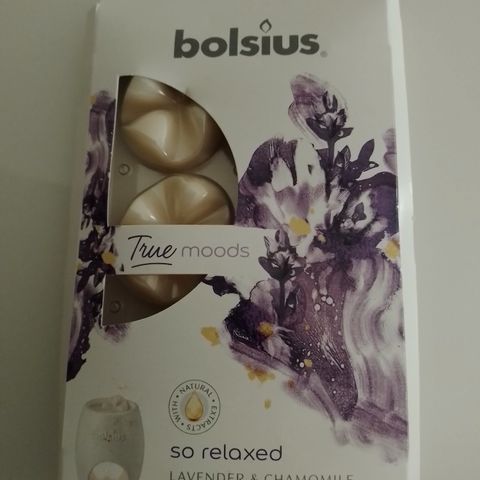 bolsius®
True moods
• WITH • NATURAL • EXTRACTS
so relaxed
LAVENDER & CHAMOMILE